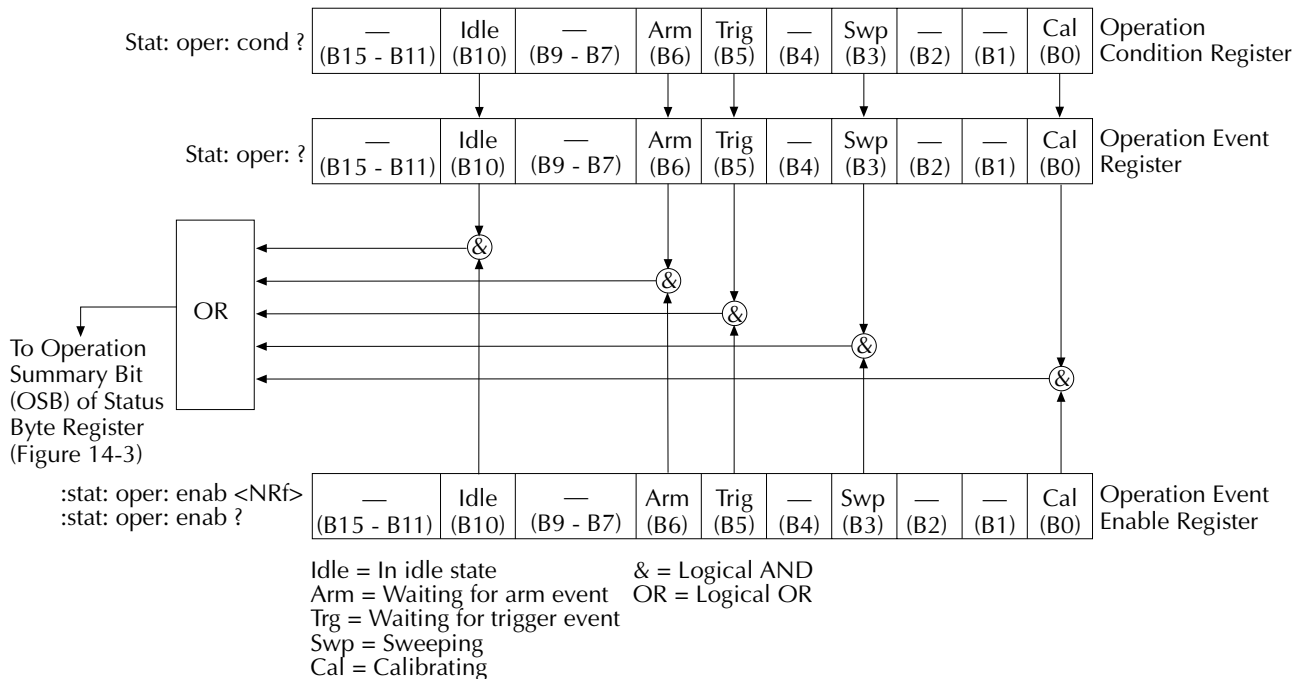 Stat: oper: cond ?
— Idle — Arm Trig — Swp — — Cal
(B15 - B11) (B10) (B9 - B7) (B6) (B5) (B4) (B3) (B2) (B1) (B0)
Operation
Condition Register
Stat: oper: ?
— Idle — Arm Trig — Swp — — Cal
(B15 - B11) (B10) (B9 - B7) (B6) (B5) (B4) (B3) (B2) (B1) (B0)
Operation Event
Register
&
&
OR
&
&
&
To Operation
Summary Bit
(OSB) of Status
Byte Register
(Figure 14-3)
:stat: oper: enab <NRf>
:stat: oper: enab ?
— Idle — Arm Trig — Swp — — Cal
(B15 - B11) (B10) (B9 - B7) (B6) (B5) (B4) (B3) (B2) (B1) (B0)
Operation Event
Enable Register
Idle = In idle state
Arm = Waiting for arm event
Trg = Waiting for trigger event
Swp = Sweeping
Cal = Calibrating
& = Logical AND
OR = Logical OR